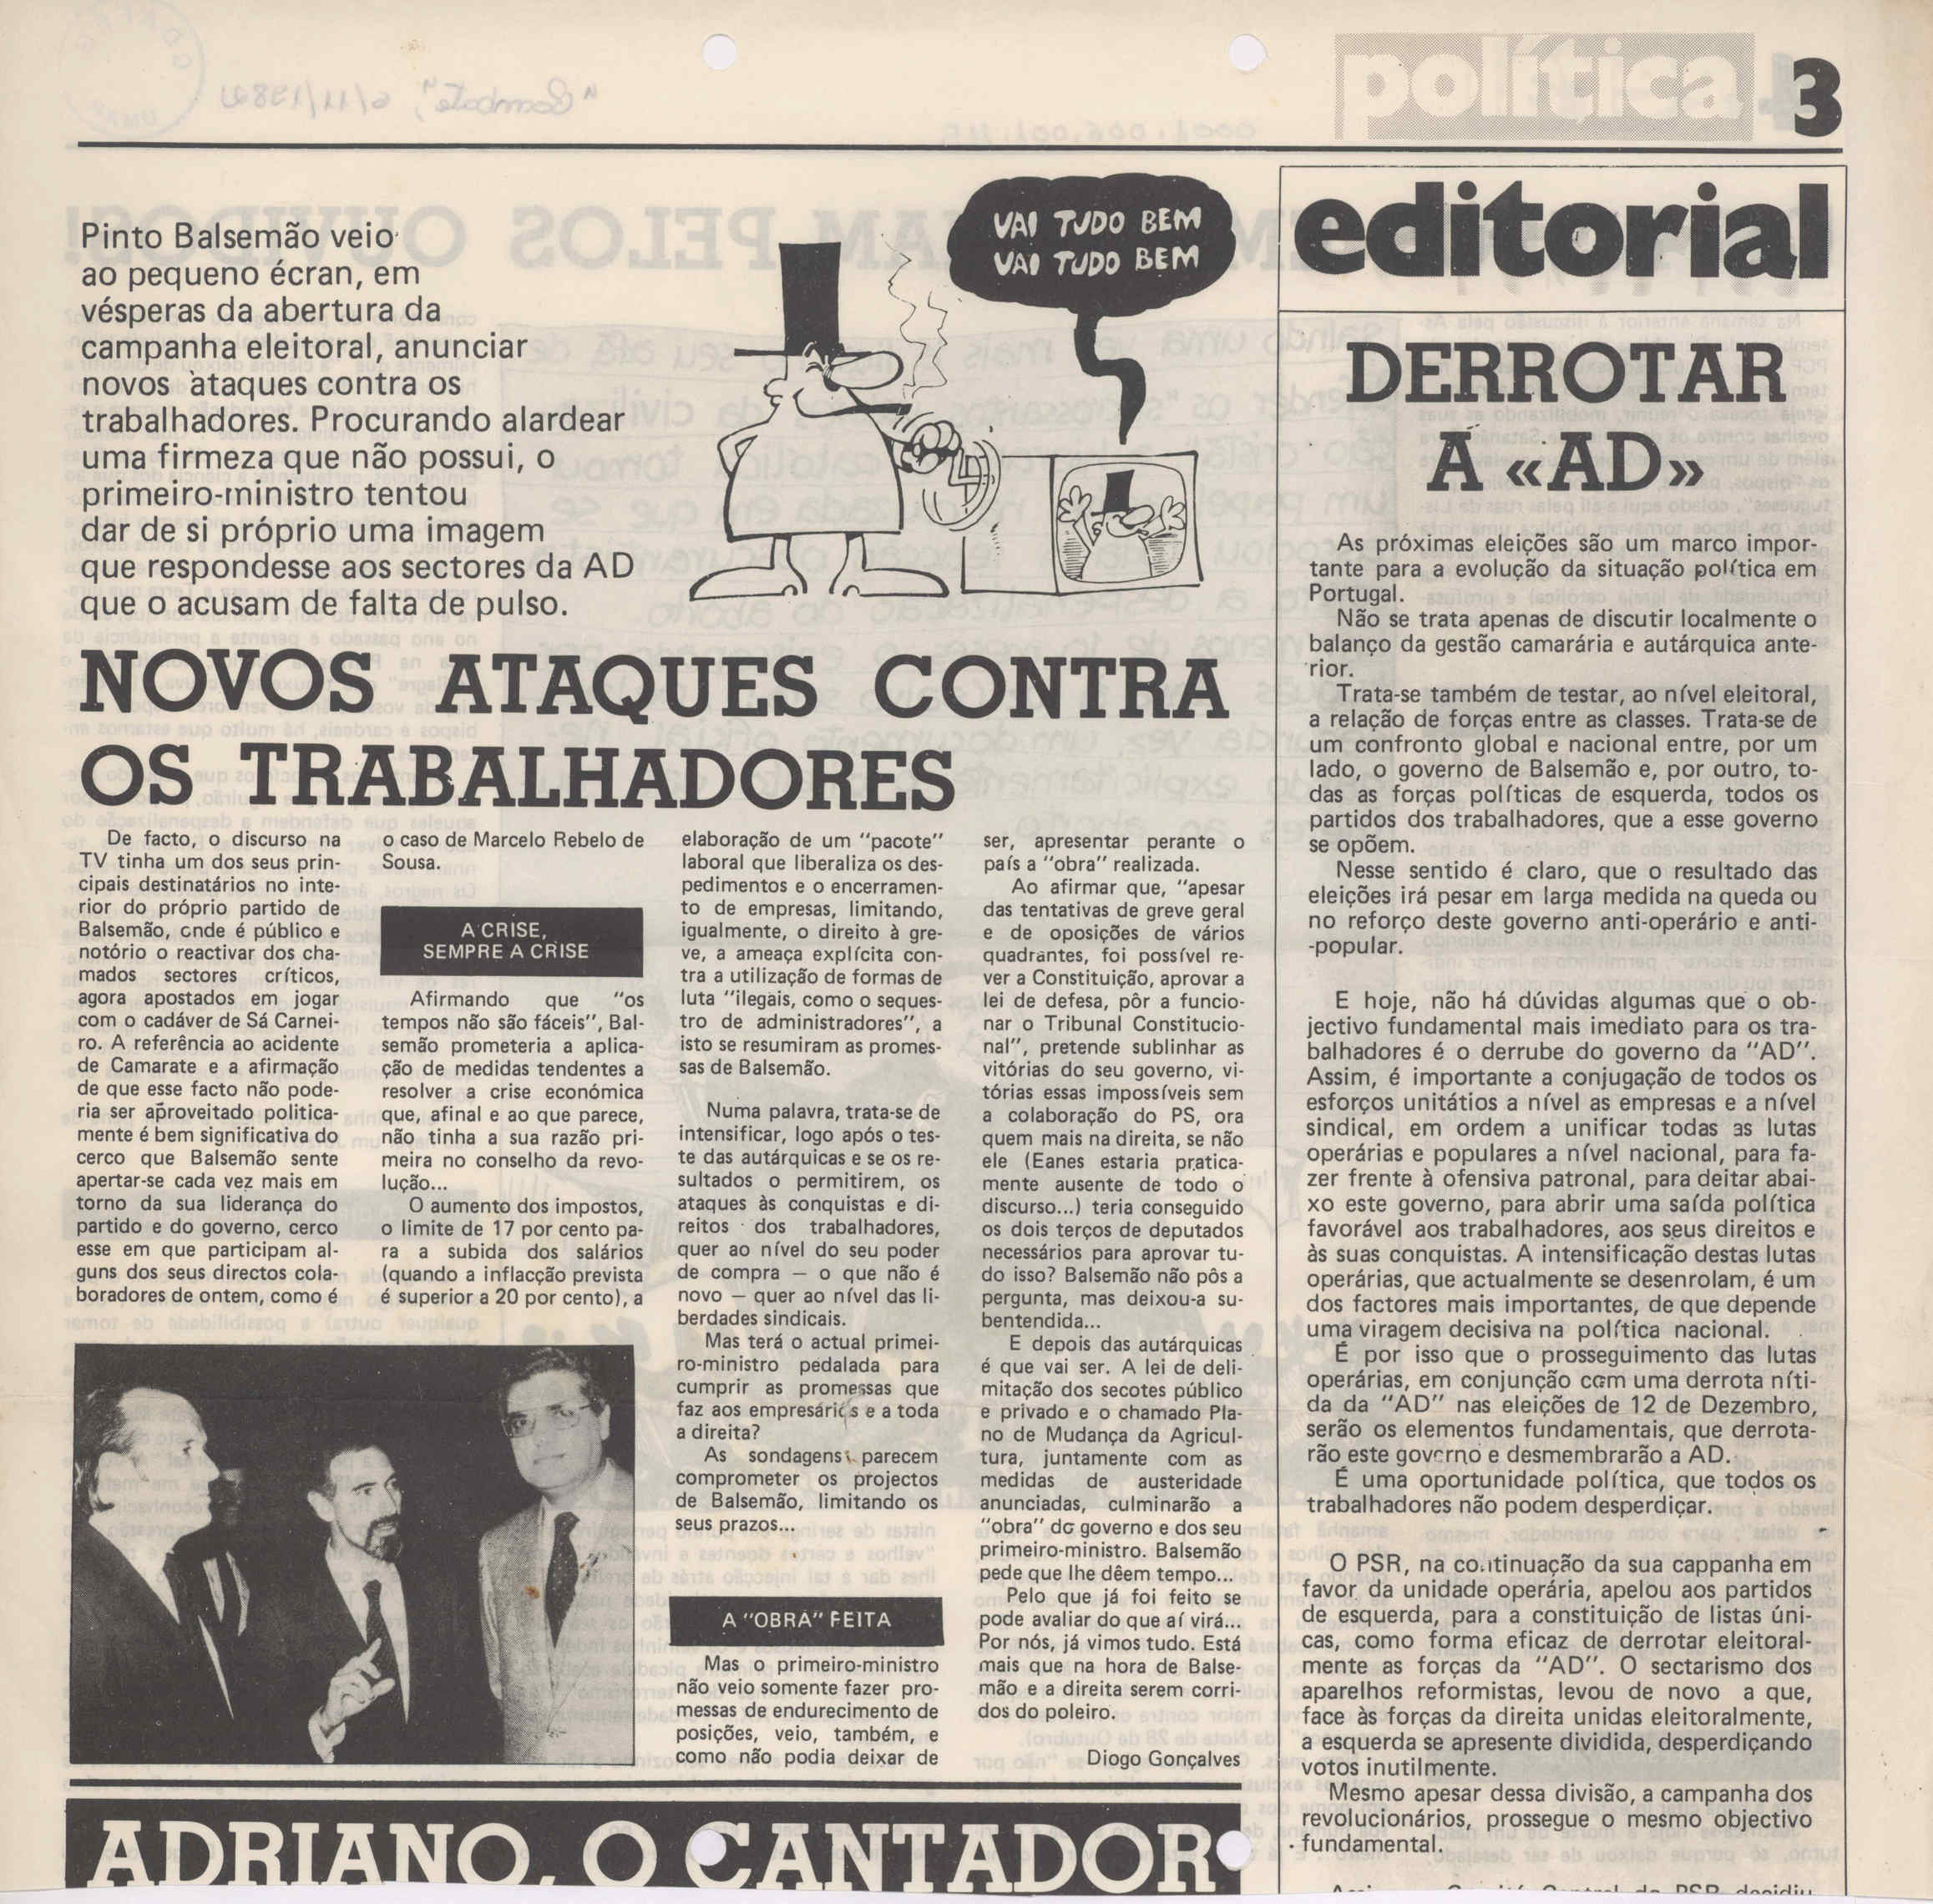 política 3
VAI TUDO BEM
VAI TUDO BEM
Pinto Balsemão veio
ao pequeno écran, em
vésperas da abertura da
campanha eleitoral, anunciar
novos ataques contra os
trabalhadores. Procurando alardear
uma firmeza que não possui, o
primeiro-ministro tentou
dar de si próprio uma imagem
que respondesse aos sectores da AD
que o acusam de falta de pulso.
NOVOS ATAQUES CONTRA
OS TRABALHADORES
De facto, o discurso na
TV tinha um dos seus prin-
cipais destinatários no inte-
rior do próprio partido de
Balsemão, onde é público e
notório o reactivar dos cha-
mados sectores críticos,
agora apostados em jogar
com o cadáver de Sá Carnei-
ro. A referência ao acidente
de Camarate e a afirmação
de que esse facto não pode-
ria ser aproveitado politica-
mente é bem significativa do
cerco que Balsemão sente
apertar-se cada vez mais em
torno da sua liderança do
partido e do governo, cerco
esse em que participam al-
guns dos seus directos cola-
boradores de ontem, como é
o caso de Marcelo Rebelo de
Sousa.
A CRISE,
SEMPRE A CRISE
Afirmando que "os
tempos não são fáceis", Bal-
semão prometeria a aplica-
ção de medidas tendentes a
resolver a crise económica
que, afinal e ao que parece,
não tinha a sua razão pri-
meira no conselho da revo-
lução...
O aumento dos impostos,
o limite de 17 por cento pa-
ra a subida dos salários
(quando a inflacção prevista
é superior a 20 por cento), a
elaboração de um "pacote"
laboral que liberaliza os des-
pedimentos e o encerramen-
to de empresas, limitando,
igualmente, o direito à gre-
ve, a ameaça explícita con-
tra a utilização de formas de
luta "ilegais, como o seques-
tro de administradores", a
isto se resumiram as promes-
sas de Balsemão.
Numa palavra, trata-se de
intensificar, logo após o tes-
te das autárquicas e se os re-
sultados o permitirem, os
ataques às conquistas e di-
reitos dos trabalhadores,
quer ao nível do seu poder
de compra — o que não é
novo — quer ao nível das li-
berdades sindicais.
Mas terá o actual primei-
ro-ministro pedalada para
cumprir as promessas que
faz aos empresários e a toda
a direita?
As sondagens parecem
comprometer os projectos
de Balsemão, limitando os
seus prazos...
A "OBRA" FEITA
Mas o primeiro-ministro
não veio somente fazer pro-
messas de endurecimento de
posições, veio, também, e
como não podia deixar de
ser, apresentar perante o
país a "obra" realizada.
Ao afirmar que, "apesar
das tentativas de greve geral
e de oposições de vários
quadrantes, foi possível re-
ver a Constituição, aprovar a
lei de defesa, pôr a funcio-
nar o Tribunal Constitucio-
nal", pretende sublinhar as
vitórias do seu governo, vi-
tórias essas impossíveis sem
a colaboração do PS, ora
quem mais na direita, se não
ele (Eanes estaria pratica-
mente ausente de todo o
discurso...) teria conseguido
os dois terços de deputados
necessários para aprovar tu-
do isso? Balsemão não pôs a
pergunta, mas deixou-a su-
bentendida...
E depois das autárquicas
é que vai ser. A lei de deli-
mitação dos secotes público
e privado e o chamado Pla-
no de Mudança da Agricul-
tura, juntamente com as
medidas de austeridade
anunciadas, culminarão a
"obra" do governo e dos seu
primeiro-ministro. Balsemão
pede que lhe dêem tempo...
Pelo que já foi feito se
pode avaliar do que aí virá...
Por nós, já vimos tudo. Está
mais que na hora de Balse-
mão e a direita serem corri-
dos do poleiro.
Diogo Gonçalves
ADRIANO, O CANTADOR
editorial
DERROTAR
A «AD»
As próximas eleições são um marco impor-
tante para a evolução da situação política em
Portugal.
Não se trata apenas de discutir localmente o
balanço da gestão camarária e autárquica ante-
rior.
Trata-se também de testar, ao nível eleitoral,
a relação de forças entre as classes. Trata-se de
um confronto global e nacional entre, por um
lado, o governo de Balsemão e, por outro, to-
das as forças políticas de esquerda, todos os
partidos dos trabalhadores, que a esse governo
se opõem.
Nesse sentido é claro, que o resultado das
eleições irá pesar em larga medida na queda ou
no reforço deste governo anti-operário e anti-
-popular.
E hoje, não há dúvidas algumas que o ob-
jectivo fundamental mais imediato para os tra-
balhadores é o derrube do governo da "AD".
Assim, é importante a conjugação de todos os
esforços unitátios a nível as empresas e a nível
sindical, em ordem a unificar todas as lutas
operárias e populares a nível nacional, para fa-
zer frente à ofensiva patronal, para deitar abai-
xo este governo, para abrir uma saída política
favorável aos trabalhadores, aos seus direitos e
às suas conquistas. A intensificação destas lutas
operárias, que actualmente se desenrolam, é um
dos factores mais importantes, de que depende
uma viragem decisiva na política nacional.
É por isso que o prosseguimento das lutas
operárias, em conjunção com uma derrota níti-
da da "AD" nas eleições de 12 de Dezembro,
serão os elementos fundamentais, que derrota-
rão este governo e desmembrarão a AD.
É uma oportunidade política, que todos os
trabalhadores não podem desperdiçar.
O PSR, na continuação da sua cappanha em
favor da unidade operária, apelou aos partidos
de esquerda, para a constituição de listas úni-
cas, como forma eficaz de derrotar eleitoral-
mente as forças da "AD". O sectarismo dos
aparelhos reformistas, levou de novo a que,
face às forças da direita unidas eleitoralmente,
a esquerda se apresente dividida, desperdiçando
votos inutilmente.
Mesmo apesar dessa divisão, a campanha dos
revolucionários, prossegue o mesmo objectivo
fundamental.